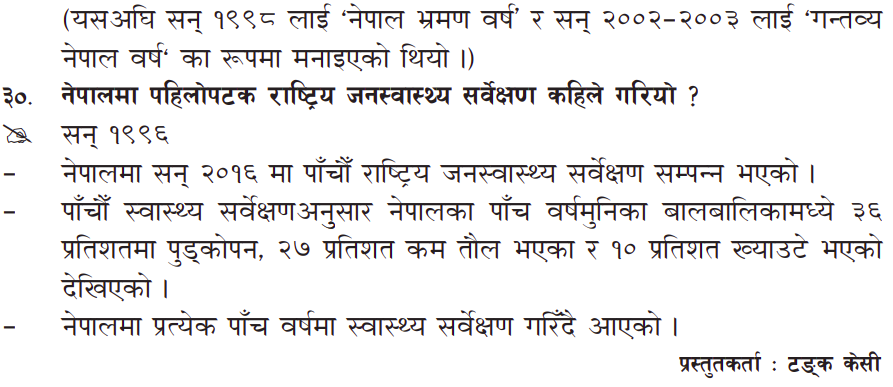 (यसअघि सन् १९९८ लाई ‘नेपाल भ्रमण वर्ष’ र सन् २००२-२००३ लाई ‘गन्तव्य
नेपाल वर्ष‘ का रूपमा मनाइएको थियो ।)
३०. नेपालमा पहिलोपटक राष्ट्रिय जनस्वास्थ्य सर्वेक्षण कहिले गरियो ?
सन् १९९६
– नेपालमा सन् २०१६ मा पाँचौँ राष्ट्रिय जनस्वास्थ्य सर्वेक्षण सम्पन्न भएको ।
– पाँचौँ स्वास्थ्य सर्वेक्षणअनुसार नेपालका पाँच वर्षमुनिका बालबालिकामध्ये ३६
प्रतिशतमा पुड्कोपन, २७ प्रतिशत कम तौल भएका र १० प्रतिशत ख्याउटे भएको
देखिएको ।
– नेपालमा प्रत्येक पाँच वर्षमा स्वास्थ्य सर्वेक्षण गरिँदै आएको ।
प्रस्तुतकर्ता : टङ्क केसी